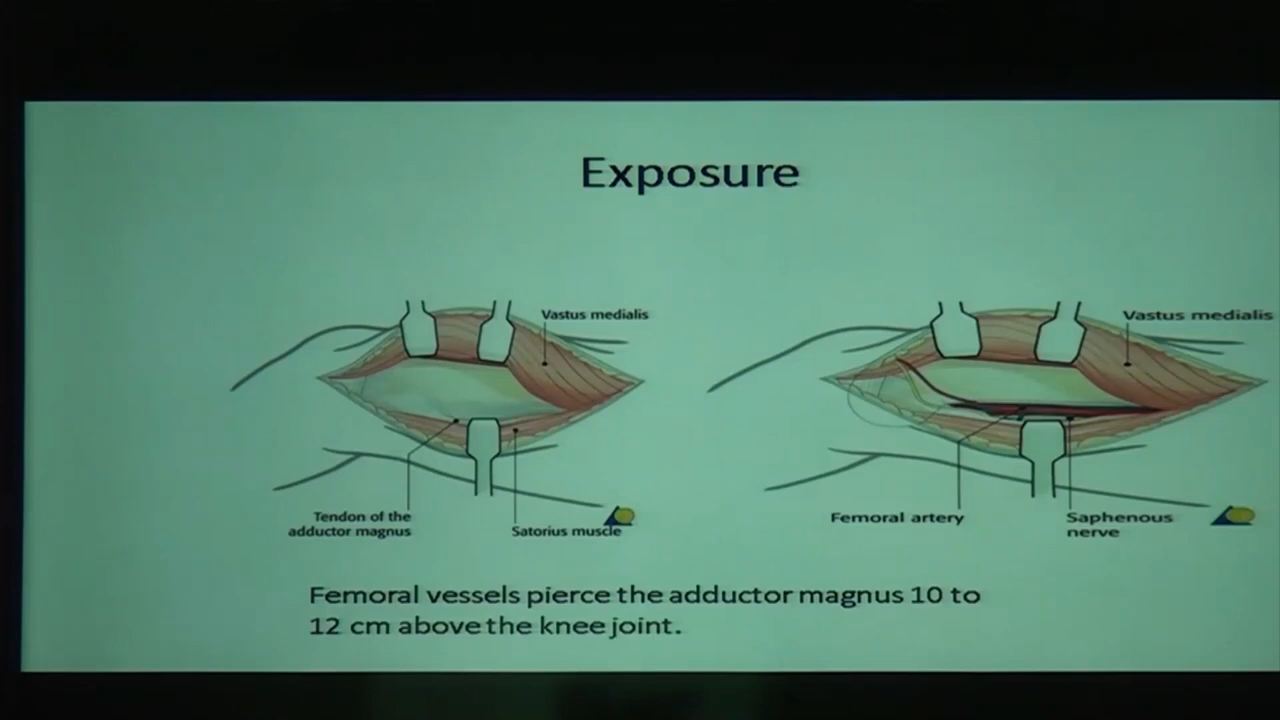 Exposure
Vastus medialis
Tendon of the
adductor magnus
Satorius muscle
Vastus medialis
Femoral artery
Saphenous
nerve
Femoral vessels pierce the adductor magnus 10 to
12 cm above the knee joint.